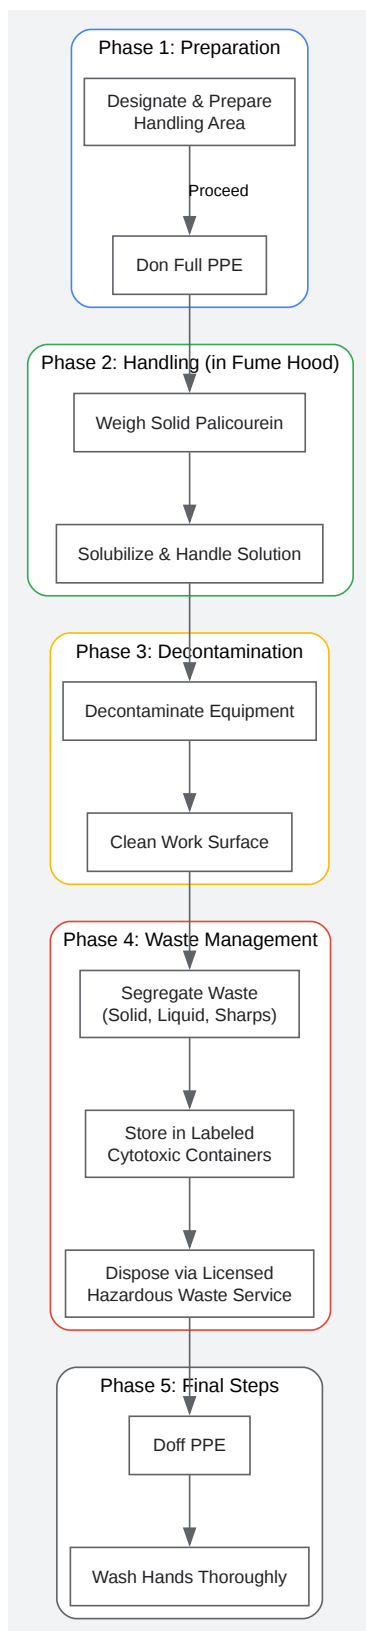 Phase 1: Preparation
Designate & Prepare
Handling Area
Proceed
Don Full PPE
Phase 2: Handling (in Fume Hood)
Weigh Solid Palicourein
Solubilize & Handle Solution
Phase 3: Decontamination
Decontaminate Equipment
Clean Work Surface
Phase 4: Waste Management
Segregate Waste
(Solid, Liquid, Sharps)
Store in Labeled
Cytotoxic Containers
Dispose via Licensed
Hazardous Waste Service
Phase 5: Final Steps
Doff PPE
Wash Hands Thoroughly